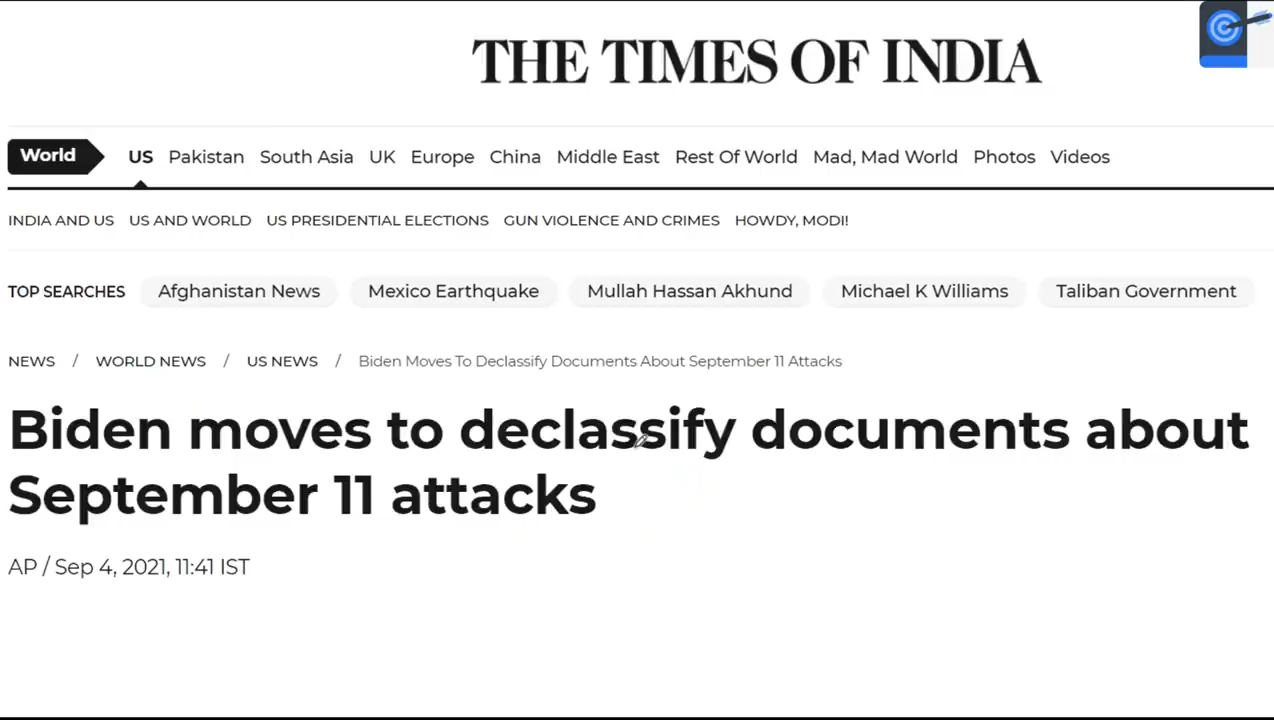 THE TIMES OF INDIA
World US Pakistan South Asia UK Europe China Middle East Rest Of World Mad, Mad World Photos Videos
INDIA AND US US AND WORLD US PRESIDENTIAL ELECTIONS GUN VIOLENCE AND CRIMES HOWDY, MODI!
TOP SEARCHES Afghanistan News Mexico Earthquake Mullah Hassan Akhund Michael K Williams Taliban Government
NEWS / WORLD NEWS / US NEWS / Biden Moves To Declassify Documents About September 11 Attacks
Biden moves to declassify documents about
September 11 attacks
AP / Sep 4, 2021, 11:41 IST